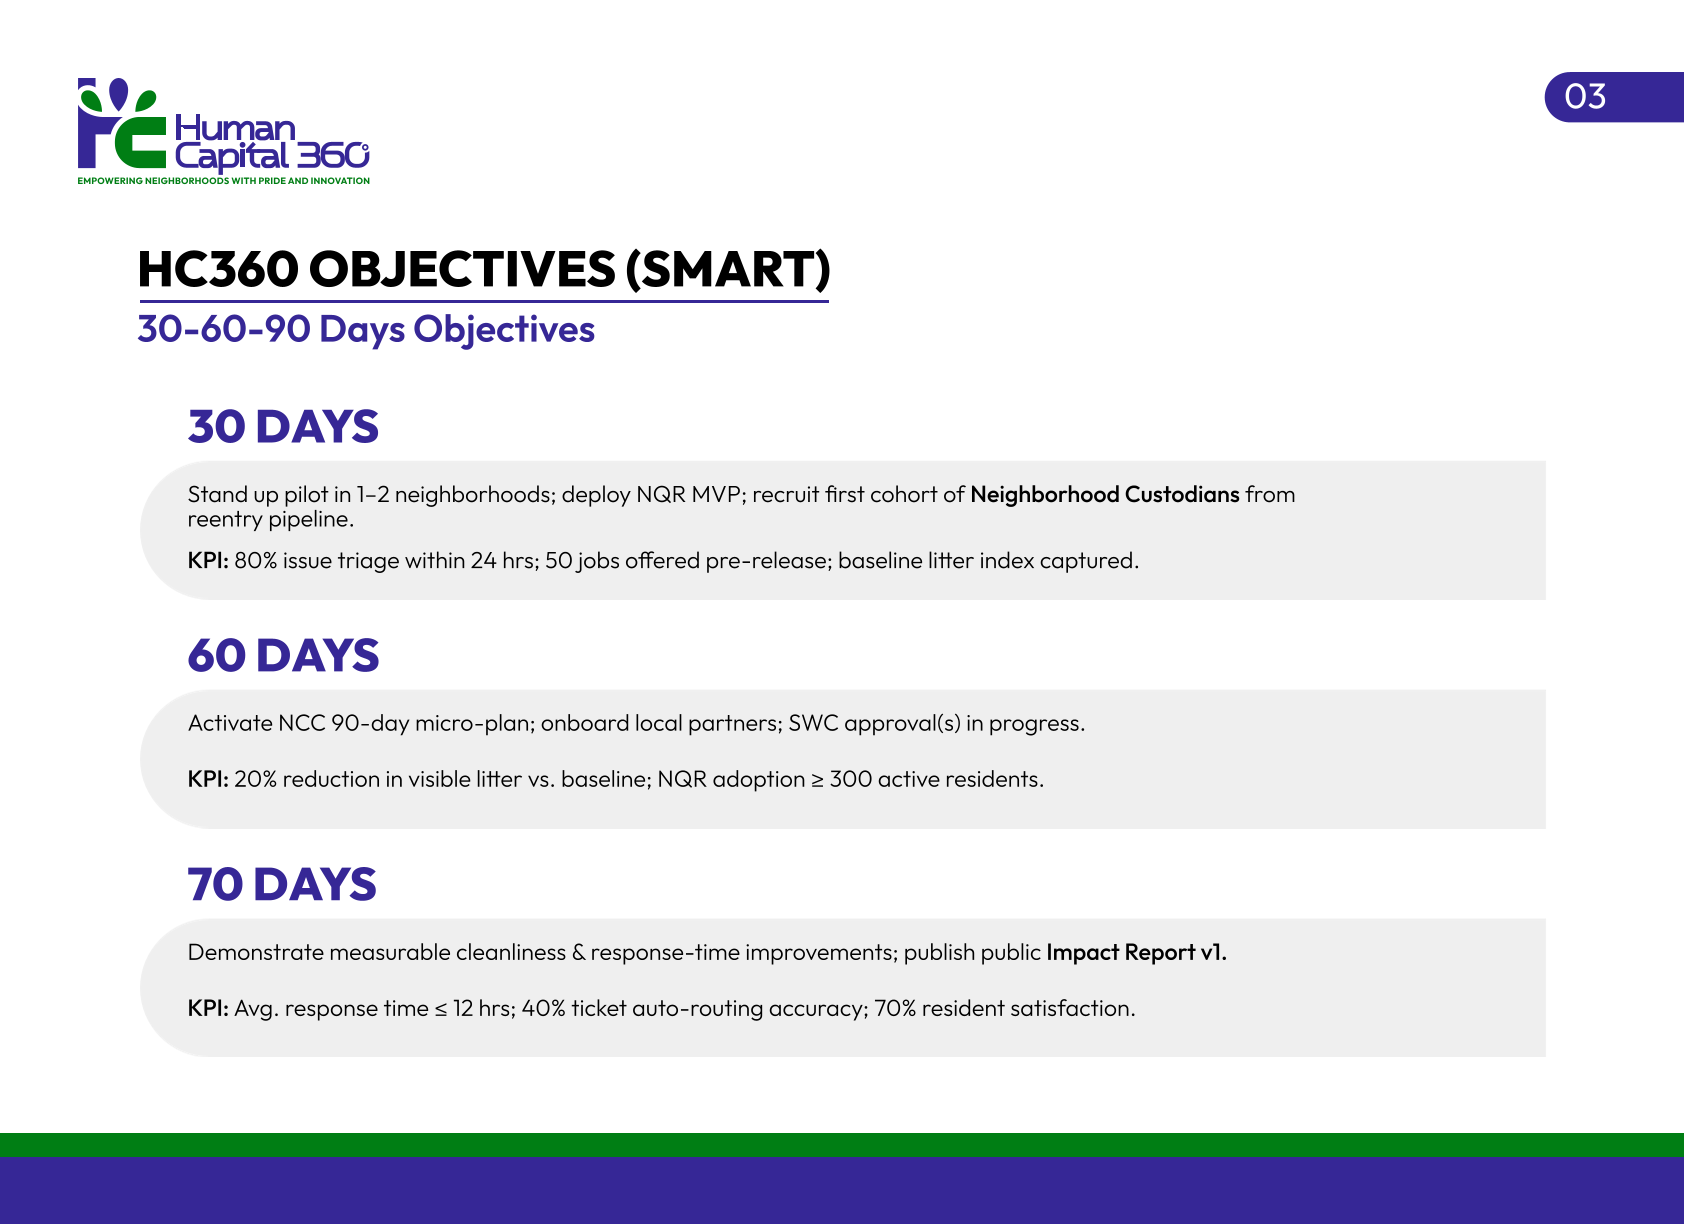 Human
Capital 360°
EMPOWERING NEIGHBORHOODS WITH PRIDE AND INNOVATION
03
HC360 OBJECTIVES (SMART)
30-60-90 Days Objectives
30 DAYS
Stand up pilot in 1–2 neighborhoods; deploy NQR MVP; recruit first cohort of Neighborhood Custodians from
reentry pipeline.
KPI: 80% issue triage within 24 hrs; 50 jobs offered pre-release; baseline litter index captured.
60 DAYS
Activate NCC 90-day micro-plan; onboard local partners; SWC approval(s) in progress.
KPI: 20% reduction in visible litter vs. baseline; NQR adoption ≥ 300 active residents.
70 DAYS
Demonstrate measurable cleanliness & response-time improvements; publish public Impact Report v1.
KPI: Avg. response time ≤ 12 hrs; 40% ticket auto-routing accuracy; 70% resident satisfaction.